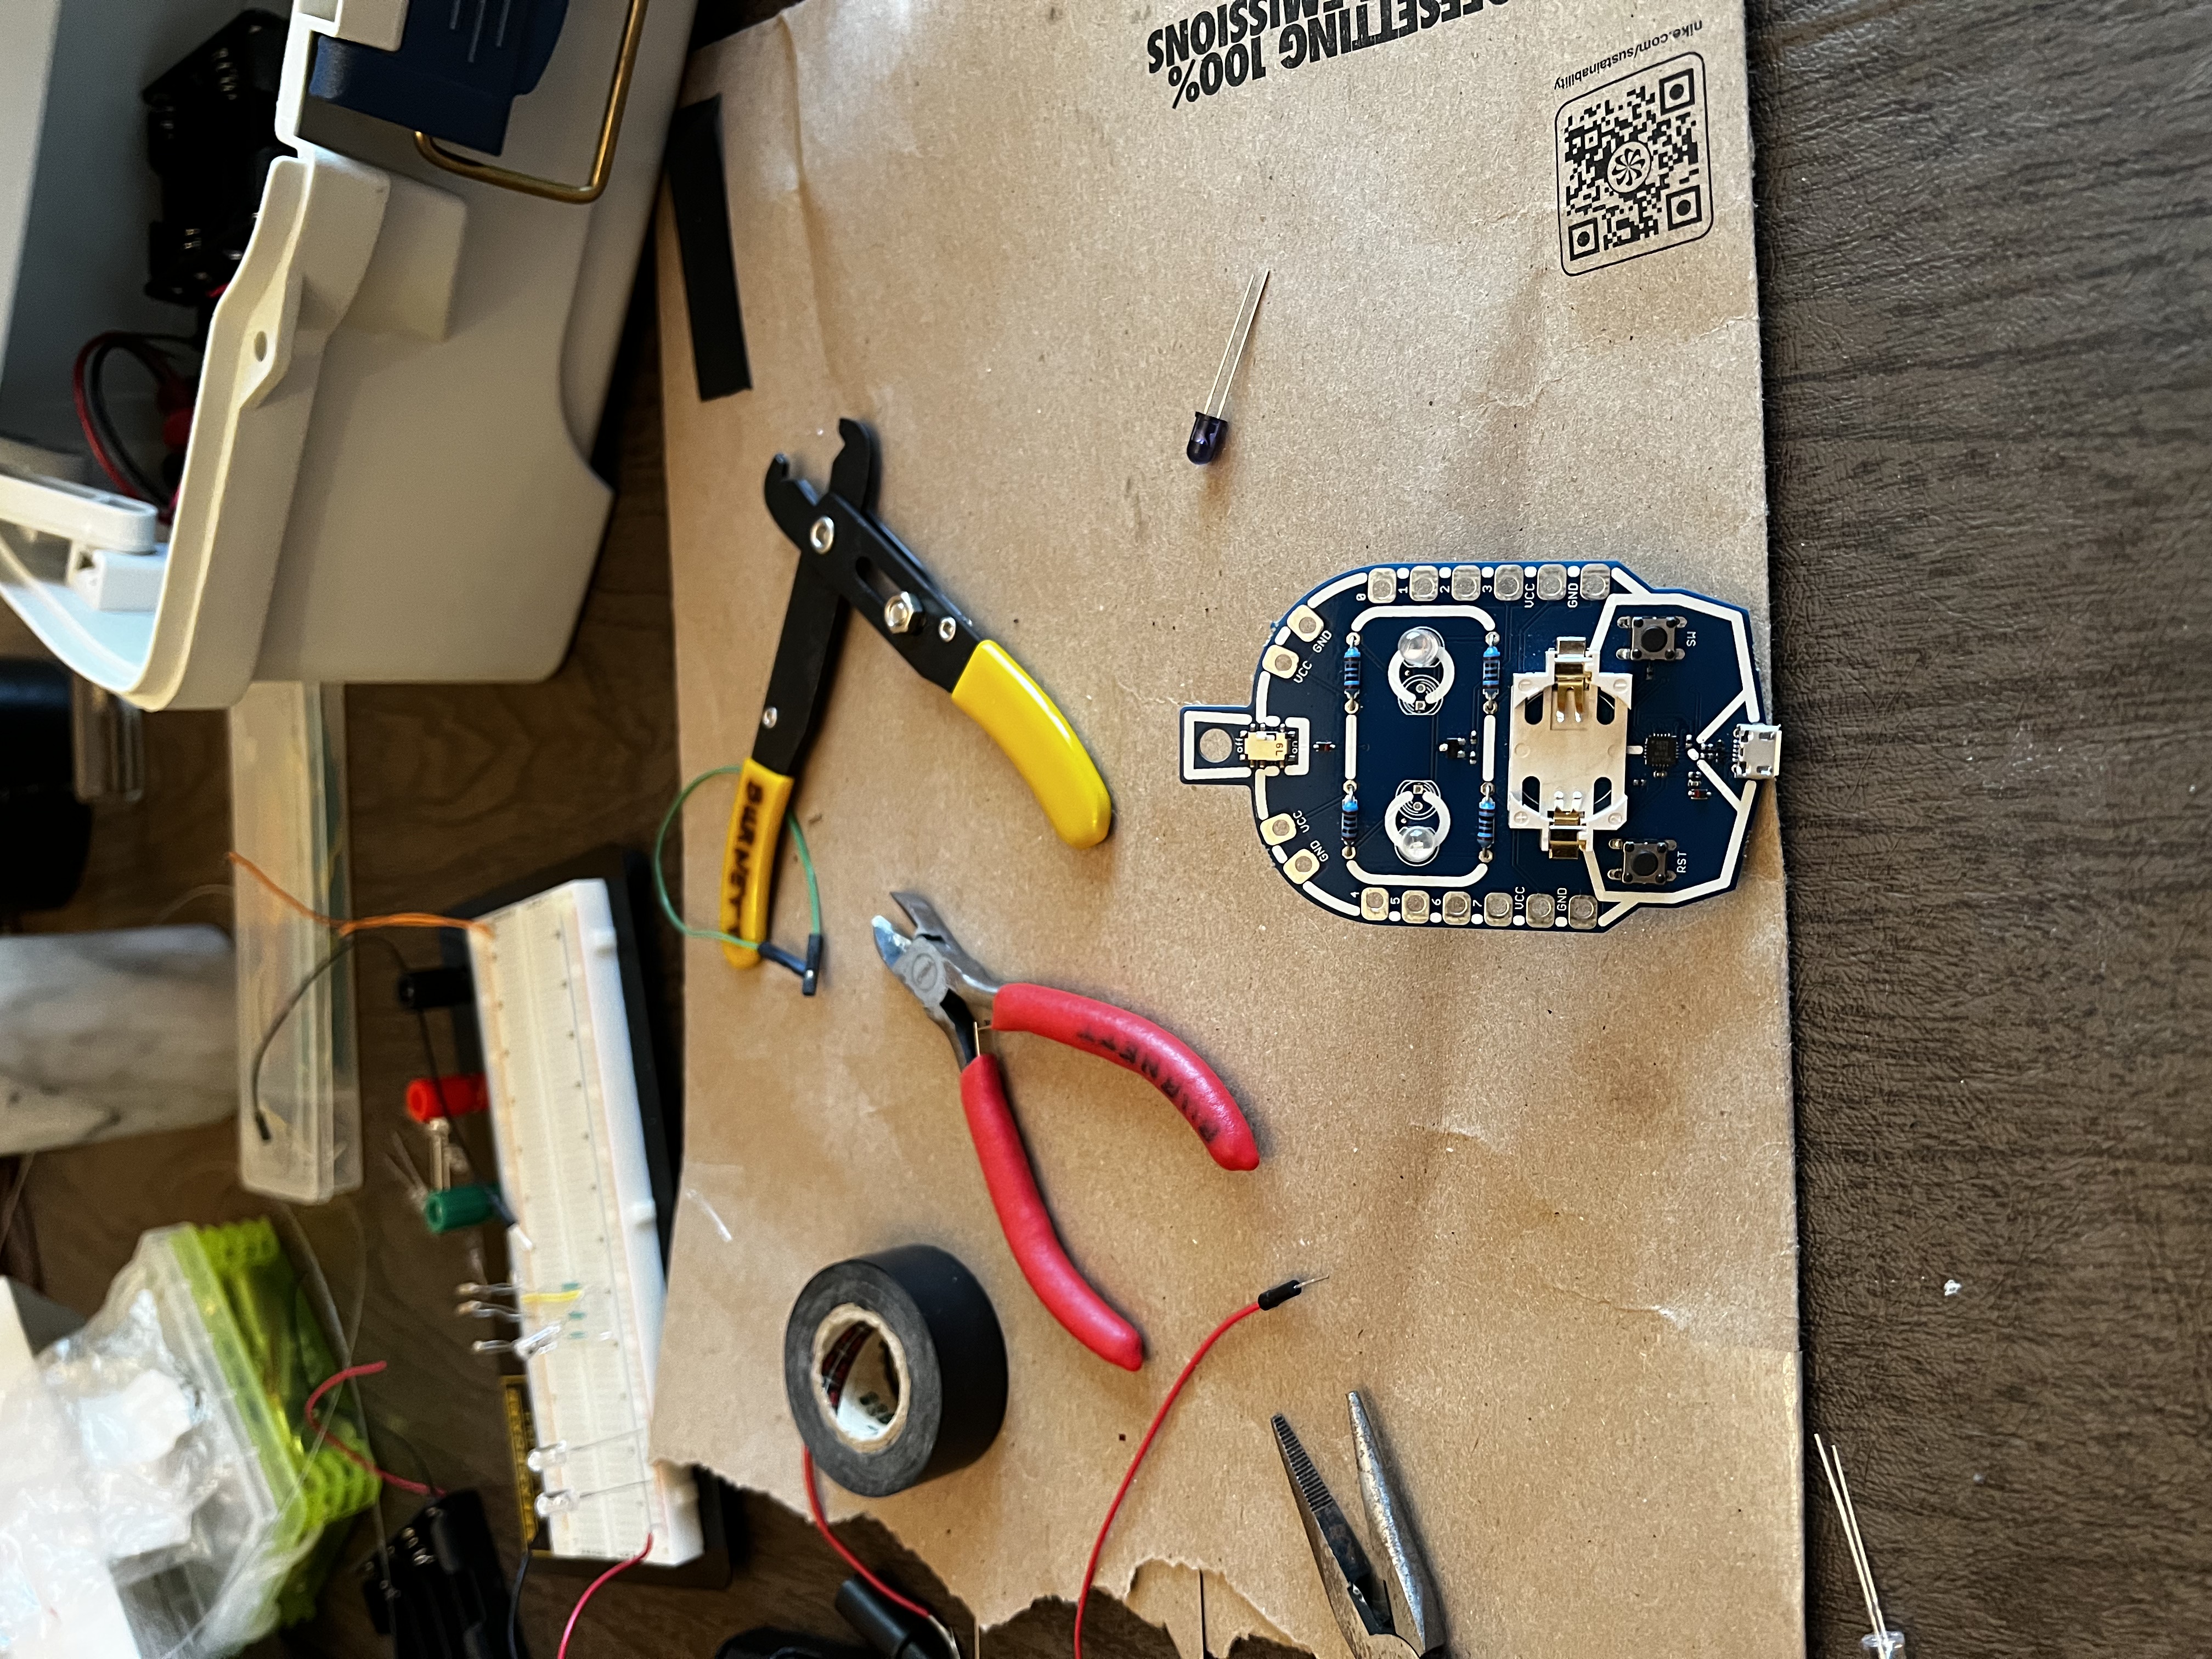 BURNETT
BURNETT
OFFSETTING 100%
EMISSIONS
nike.com/sustainability
off
6L
on
GND
VCC
VCC
GND
4
5
6
7
VCC
GND
0
1
2
3
VCC
GND
RST
SW